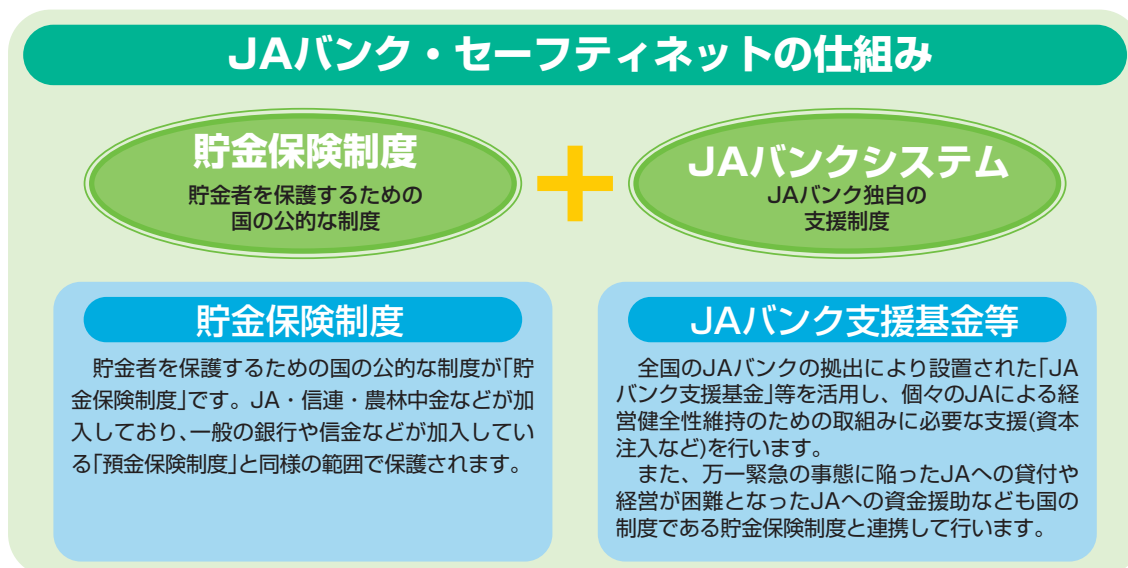 JAバンク・セーフティネットの仕組み
貯金保険制度
貯金者を保護するための
国の公的な制度
+
JAバンクシステム
JAバンク独自の
支援制度
貯金保険制度
貯金者を保護するための国の公的な制度が「貯
金保険制度」です。JA・信連・農林中金などが加
入しており、一般の銀行や信金などが加入してい
る「預金保険制度」と同様の範囲で保護されます。
JAバンク支援基金等
全国のJAバンクの拠出により設置された「JA
バンク支援基金」等を活用し、個々のJAによる経
営健全性維持のための取組みに必要な支援(資本
注入など)を行います。
また、万一緊急の事態に陥ったJAへの貸付や
経営が困難となったJAへの資金援助なども国の
制度である貯金保険制度と連携して行います。